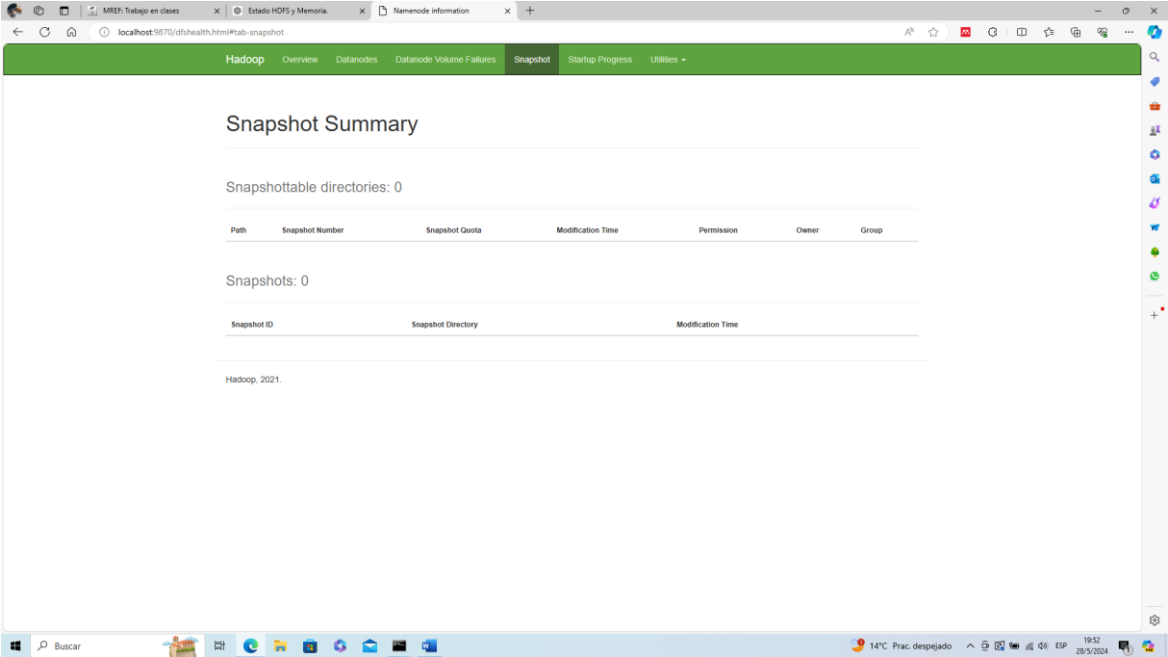 MREF: Trabajo en clases
Estado HDFS y Memoria.
Namenode information
localhost:9870/dfshealth.html#tab-snapshot
Hadoop Overview Datanodes Datanode Volume Failures Snapshot Startup Progress Utilities
Snapshot Summary
Snapshottable directories: 0
Path Snapshot Number Snapshot Quota Modification Time Permission Owner Group
Snapshots: 0
Snapshot ID Snapshot Directory Modification Time
Hadoop, 2021.
Buscar
14°C Prac. despejado
ESP
19:52
28/5/2024